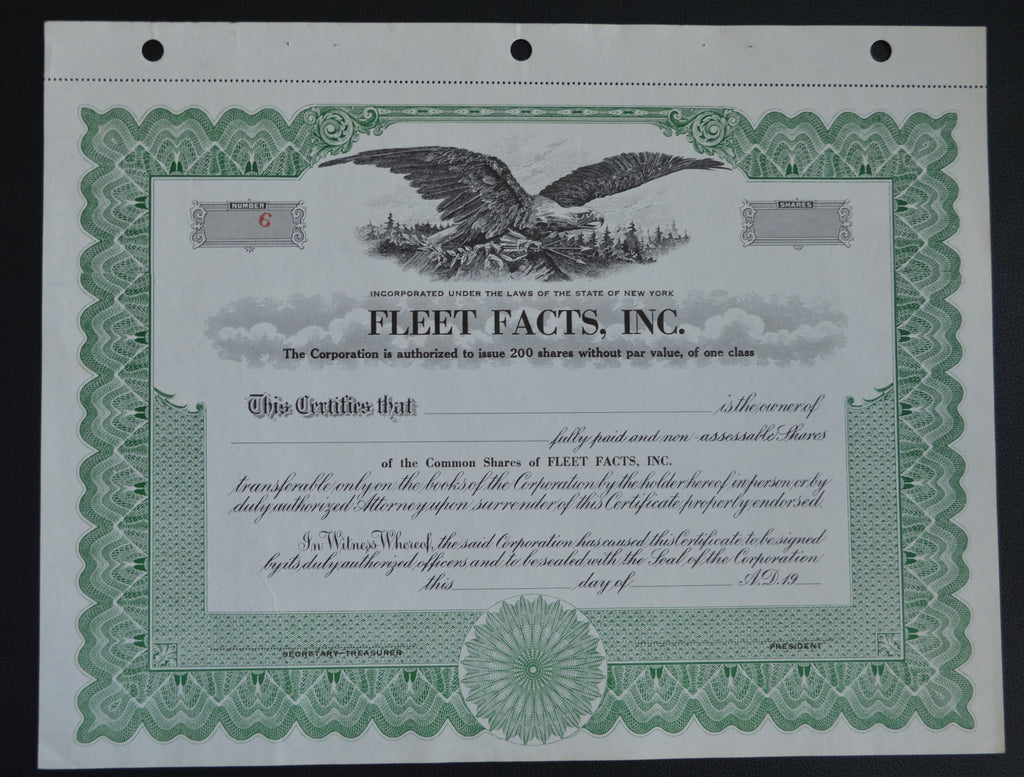 NUMBER
6
SHARES
INCORPORATED UNDER THE LAWS OF THE STATE OF NEW YORK
FLEET FACTS, INC.
The Corporation is authorized to issue 200 shares without par value, of one class
This Certifies that is the owner of
fully paid and non-assessable Shares
of the Common Shares of FLEET FACTS, INC.
transferable only on the books of the Corporation by the holder hereof in person or by
duly authorized Attorney upon surrender of this Certificate properly endorsed.
In Witness Whereof, the said Corporation has caused this Certificate to be signed
by its duly authorized officers and to be sealed with the Seal of the Corporation
this day of A.D. 19
SECRETARY-TREASURER
PRESIDENT